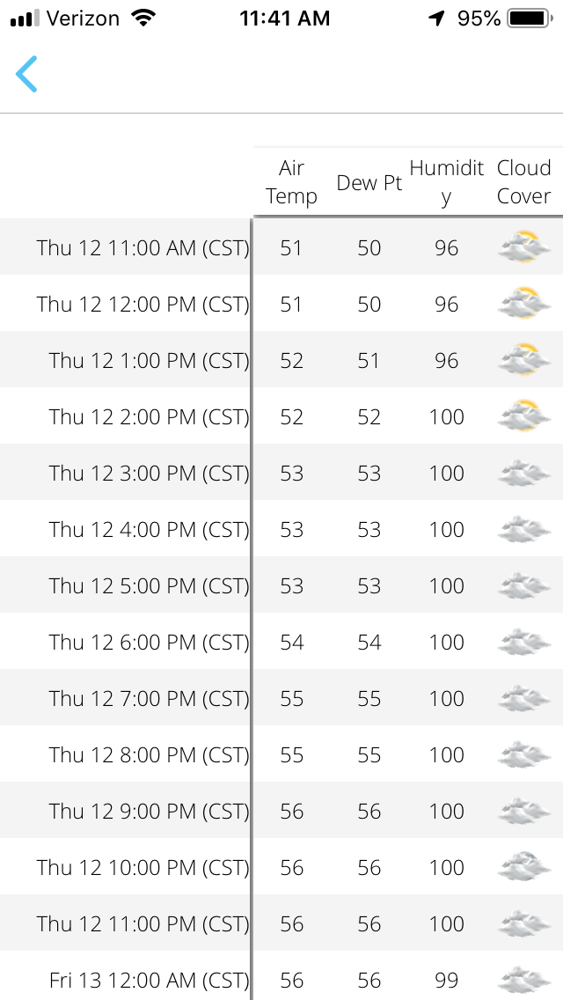 Verizon 11:41 AM 95%
Air Temp Dew Pt Humidity Cloud Cover
Thu 12 11:00 AM (CST) 51 50 96
Thu 12 12:00 PM (CST) 51 50 96
Thu 12 1:00 PM (CST) 52 51 96
Thu 12 2:00 PM (CST) 52 52 100
Thu 12 3:00 PM (CST) 53 53 100
Thu 12 4:00 PM (CST) 53 53 100
Thu 12 5:00 PM (CST) 53 53 100
Thu 12 6:00 PM (CST) 54 54 100
Thu 12 7:00 PM (CST) 55 55 100
Thu 12 8:00 PM (CST) 55 55 100
Thu 12 9:00 PM (CST) 56 56 100
Thu 12 10:00 PM (CST) 56 56 100
Thu 12 11:00 PM (CST) 56 56 100
Fri 13 12:00 AM (CST) 56 56 99